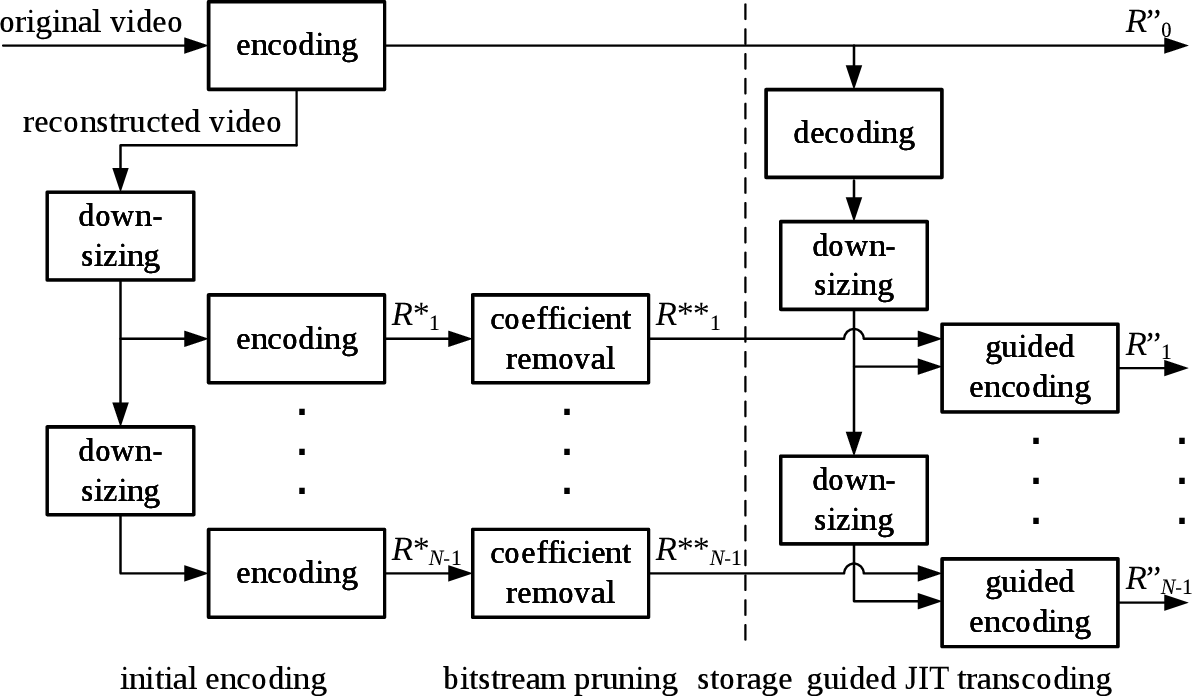 original video
encoding
R”0
reconstructed video
decoding
down-
sizing
down-
sizing
encoding
R*1
coefficient
removal
R**1
guided
encoding
R”1
down-
sizing
down-
sizing
encoding
R*N-1
coefficient
removal
R**N-1
guided
encoding
R”N-1
initial encoding
bitstream pruning
storage
guided JIT transcoding